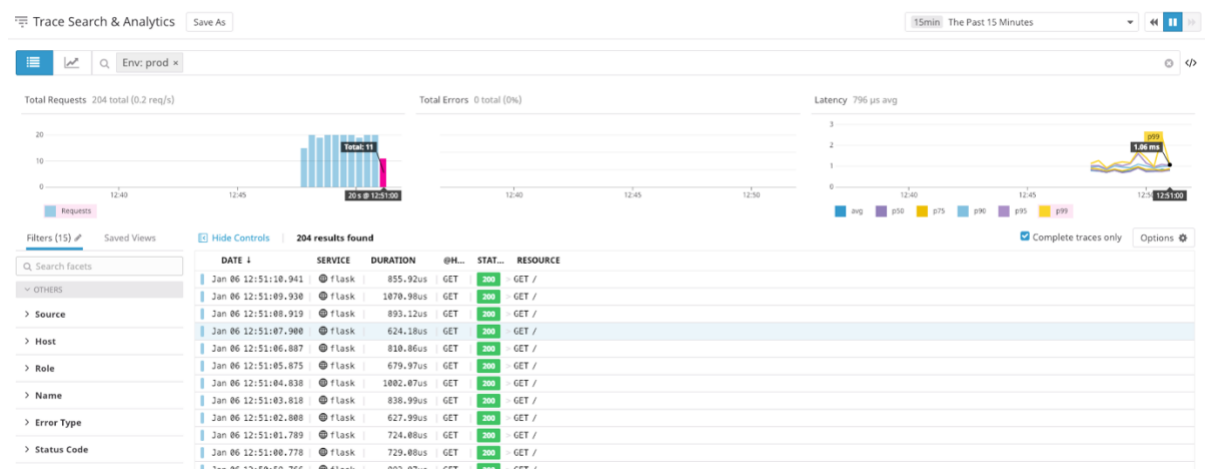 Trace Search & Analytics Save As 15min The Past 15 Minutes
Env: prod ×
Total Requests 204 total (0.2 req/s)
20
10
0
12:40 12:45
Total: 11
20 s @ 12:51:00
Requests
Total Errors 0 total (0%)
12:40 12:45 12:50
Latency 796 µs avg
3
2
1
0
p99
1.06 ms
12:40 12:45 12:51:00
avg p50 p75 p90 p95 p99
Filters (15) Saved Views Hide Controls 204 results found Complete traces only Options
Search facets
OTHERS
Source
Host
Role
Name
Error Type
Status Code
DATE ↓ SERVICE DURATION @H... STAT... RESOURCE
Jan 06 12:51:10.941 flask 855.92us GET 200 GET /
Jan 06 12:51:09.930 flask 1070.98us GET 200 GET /
Jan 06 12:51:08.919 flask 893.12us GET 200 GET /
Jan 06 12:51:07.900 flask 624.18us GET 200 GET /
Jan 06 12:51:06.887 flask 810.86us GET 200 GET /
Jan 06 12:51:05.875 flask 679.97us GET 200 GET /
Jan 06 12:51:04.838 flask 1002.07us GET 200 GET /
Jan 06 12:51:03.818 flask 838.99us GET 200 GET /
Jan 06 12:51:02.808 flask 627.99us GET 200 GET /
Jan 06 12:51:01.789 flask 724.08us GET 200 GET /
Jan 06 12:51:00.778 flask 729.08us GET 200 GET /